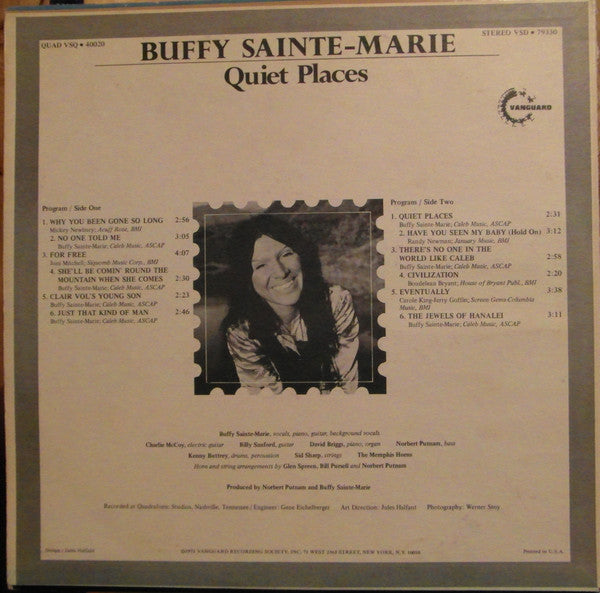 QUAD VSQ • 40020
STEREO VSD • 79330
BUFFY SAINTE-MARIE
Quiet Places
VANGUARD
Program / Side One
1. WHY YOU BEEN GONE SO LONG 2:56
Mickey Newbury; Acuff Rose, BMI
2. NO ONE TOLD ME 3:05
Buffy Sainte-Marie; Caleb Music, ASCAP
3. FOR FREE 4:07
Joni Mitchell; Siquomb Music Corp., BMI
4. SHE'LL BE COMIN' ROUND THE
MOUNTAIN WHEN SHE COMES 2:30
Buffy Sainte-Marie; Caleb Music, ASCAP
5. CLAIR VOL'S YOUNG SON 2:23
Buffy Sainte-Marie; Caleb Music, ASCAP
6. JUST THAT KIND OF MAN 2:46
Buffy Sainte-Marie; Caleb Music, ASCAP
Program / Side Two
1. QUIET PLACES 2:31
Buffy Sainte-Marie; Caleb Music, ASCAP
2. HAVE YOU SEEN MY BABY (Hold On) 3:12
Randy Newman; January Music, BMI
3. THERE'S NO ONE IN THE
WORLD LIKE CALEB 2:58
Buffy Sainte-Marie; Caleb Music, ASCAP
4. CIVILIZATION 2:20
Boudeleau Bryant; House of Bryant Publ., BMI
5. EVENTUALLY 3:38
Carole King-Jerry Goffin; Screen Gems-Columbia
Music, BMI
6. THE JEWELS OF HANALEI 3:11
Buffy Sainte-Marie; Caleb Music, ASCAP
Buffy Sainte-Marie, vocals, piano, guitar, background vocals
Charlie McCoy, electric guitar Billy Sanford, guitar David Briggs, piano, organ Norbert Putnam, bass
Kenny Buttrey, drums, percussion Sid Sharp, strings The Memphis Horns
Horn and string arrangements by Glen Spreen, Bill Pursell and Norbert Putnam
Produced by Norbert Putnam and Buffy Sainte-Marie
Recorded at Quadrafonic Studios, Nashville, Tennessee / Engineer: Gene Eichelberger Art Direction: Jules Halfant Photography: Werner
Design / Jules Halfant
VANGUARD RECORDING SOCIETY, INC. 71 WEST 23rd STREET, NEW YORK, N.Y. 10010
Printed in U.S.A.